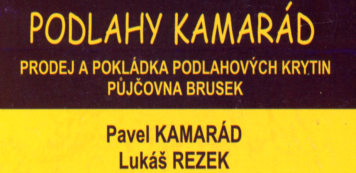 PODLAHY KAMARÁD
PRODEJ A POKLÁDKA PODLAHOVÝCH KRYTIN
PŮJČOVNA BRUSEK
Pavel KAMARÁD
Lukáš REZEK